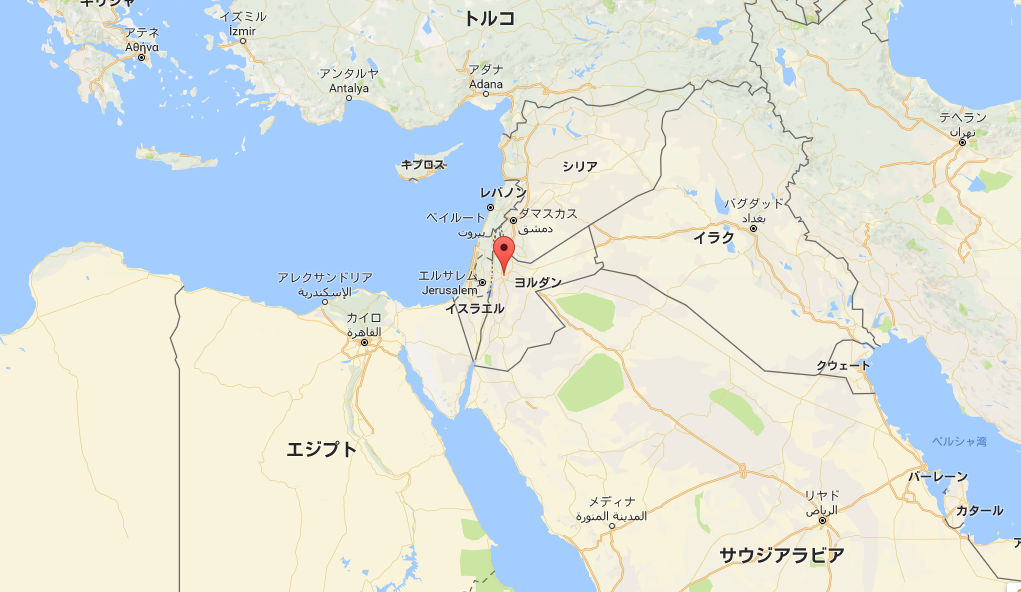 ギリシャ
トルコ
イズミル
İzmir
アテネ
Αθήνα
アンタルヤ
Antalya
アダナ
Adana
テヘラン
تهران
キプロス
シリア
レバノン
ベイルート
بيروت
ダマスカス
دمشق
バグダッド
بغداد
イラク
アレクサンドリア
الإسكندرية
エルサレム
Jerusalem
ヨルダン
イスラエル
カイロ
القاهرة
クウェート
エジプト
ペルシャ湾
バーレーン
メディナ
المدينة المنورة
リヤド
الرياض
カタール
サウジアラビア